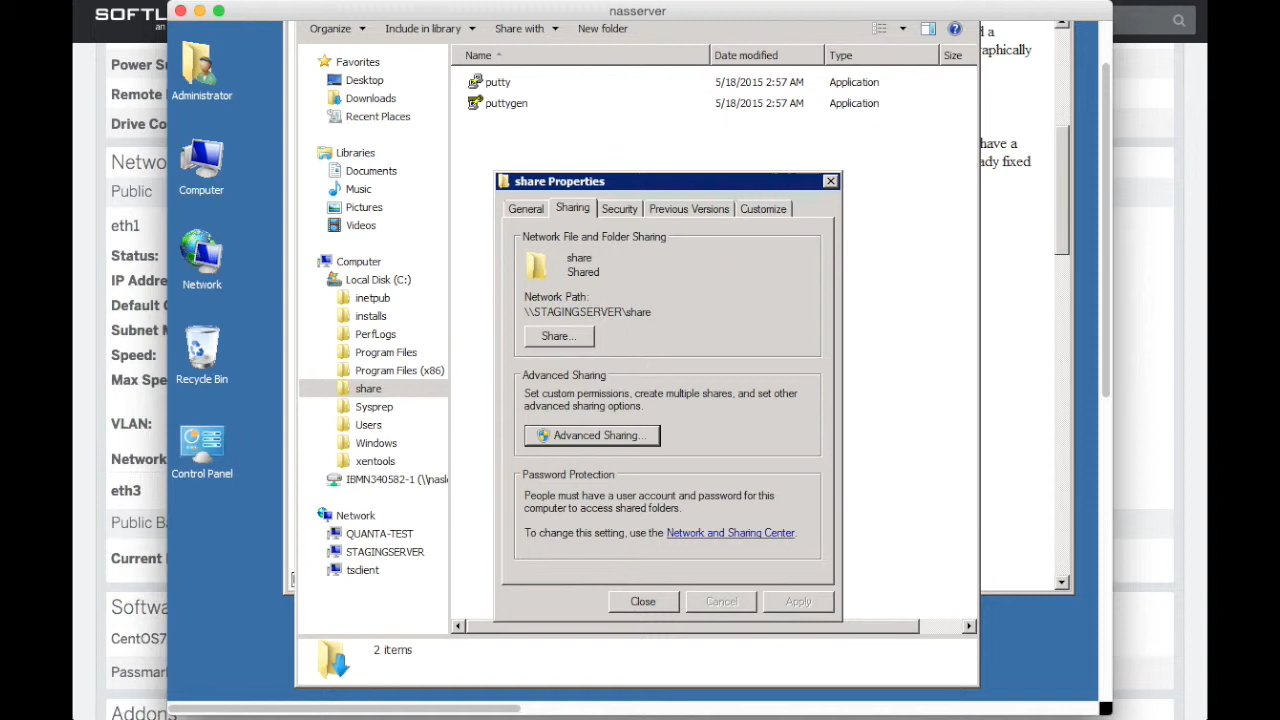 nasserver
SOFTL
an
Organize
Include in library
Share with
New folder
Name
Date modified
Type
Size
putty
5/18/2015 2:57 AM
Application
puttygen
5/18/2015 2:57 AM
Application
Favorites
Desktop
Downloads
Recent Places
Libraries
Documents
Music
Pictures
Videos
Computer
Local Disk (C:)
inetpub
installs
PerfLogs
Program Files
Program Files (x86)
share
Sysprep
Users
Windows
xentools
IBMN340582-1 (\\nasl
Network
QUANTA-TEST
STAGINGSERVER
tsclient
2 items
share Properties
General
Sharing
Security
Previous Versions
Customize
Network File and Folder Sharing
share
Shared
Network Path:
\\STAGINGSERVER\share
Share...
Advanced Sharing
Set custom permissions, create multiple shares, and set other
advanced sharing options.
Advanced Sharing...
Password Protection
People must have a user account and password for this
computer to access shared folders.
To change this setting, use the Network and Sharing Center.
Close
Cancel
Apply
Administrator
Computer
Network
Recycle Bin
Control Panel
Power Su
Remote
Drive Co
Netwo
Public
eth1
Status:
IP Addre
Default
Subnet
Speed:
Max Spe
VLAN:
Network
eth3
Public Ba
Current
Softwa
CentOS7
Passmar
Addons
d a
graphically
have a
ady fixed